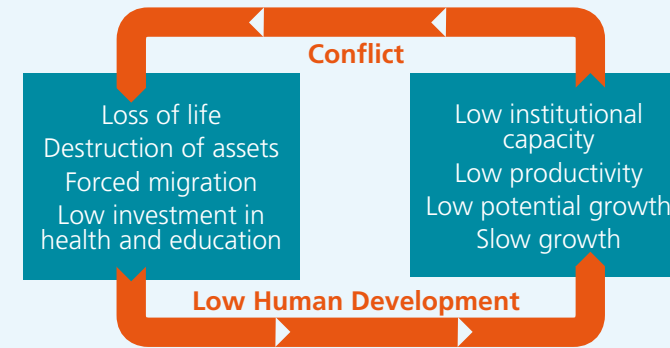 Conflict
Loss of life
Destruction of assets
Forced migration
Low investment in
health and education
Low institutional
capacity
Low productivity
Low potential growth
Slow growth
Low Human Development